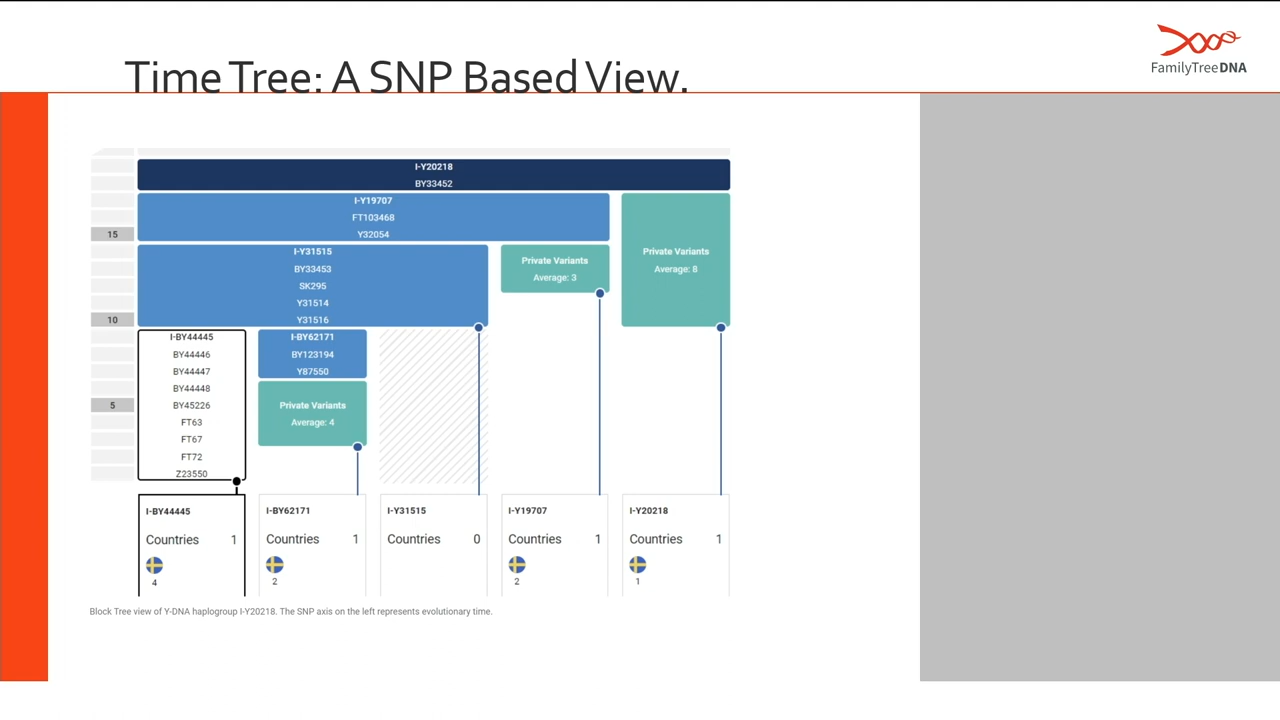 FamilyTreeDNA
Time Tree: A SNP Based View.
I-Y20218
BY33452
I-Y19707
FT103468
Y32054
Private Variants
Average: 8
15
I-Y31515
BY33453
SK295
Y31514
Y31516
Private Variants
Average: 3
10
I-BY44445
BY44446
BY44447
BY44448
BY45226
FT63
FT67
FT72
Z23550
I-BY62171
BY123194
Y87550
Private Variants
Average: 4
5
I-BY44445
Countries 1
4
I-BY62171
Countries 1
2
I-Y31515
Countries 0
I-Y19707
Countries 1
2
I-Y20218
Countries 1
1
Block Tree view of Y-DNA haplogroup I-Y20218. The SNP axis on the left represents evolutionary time.